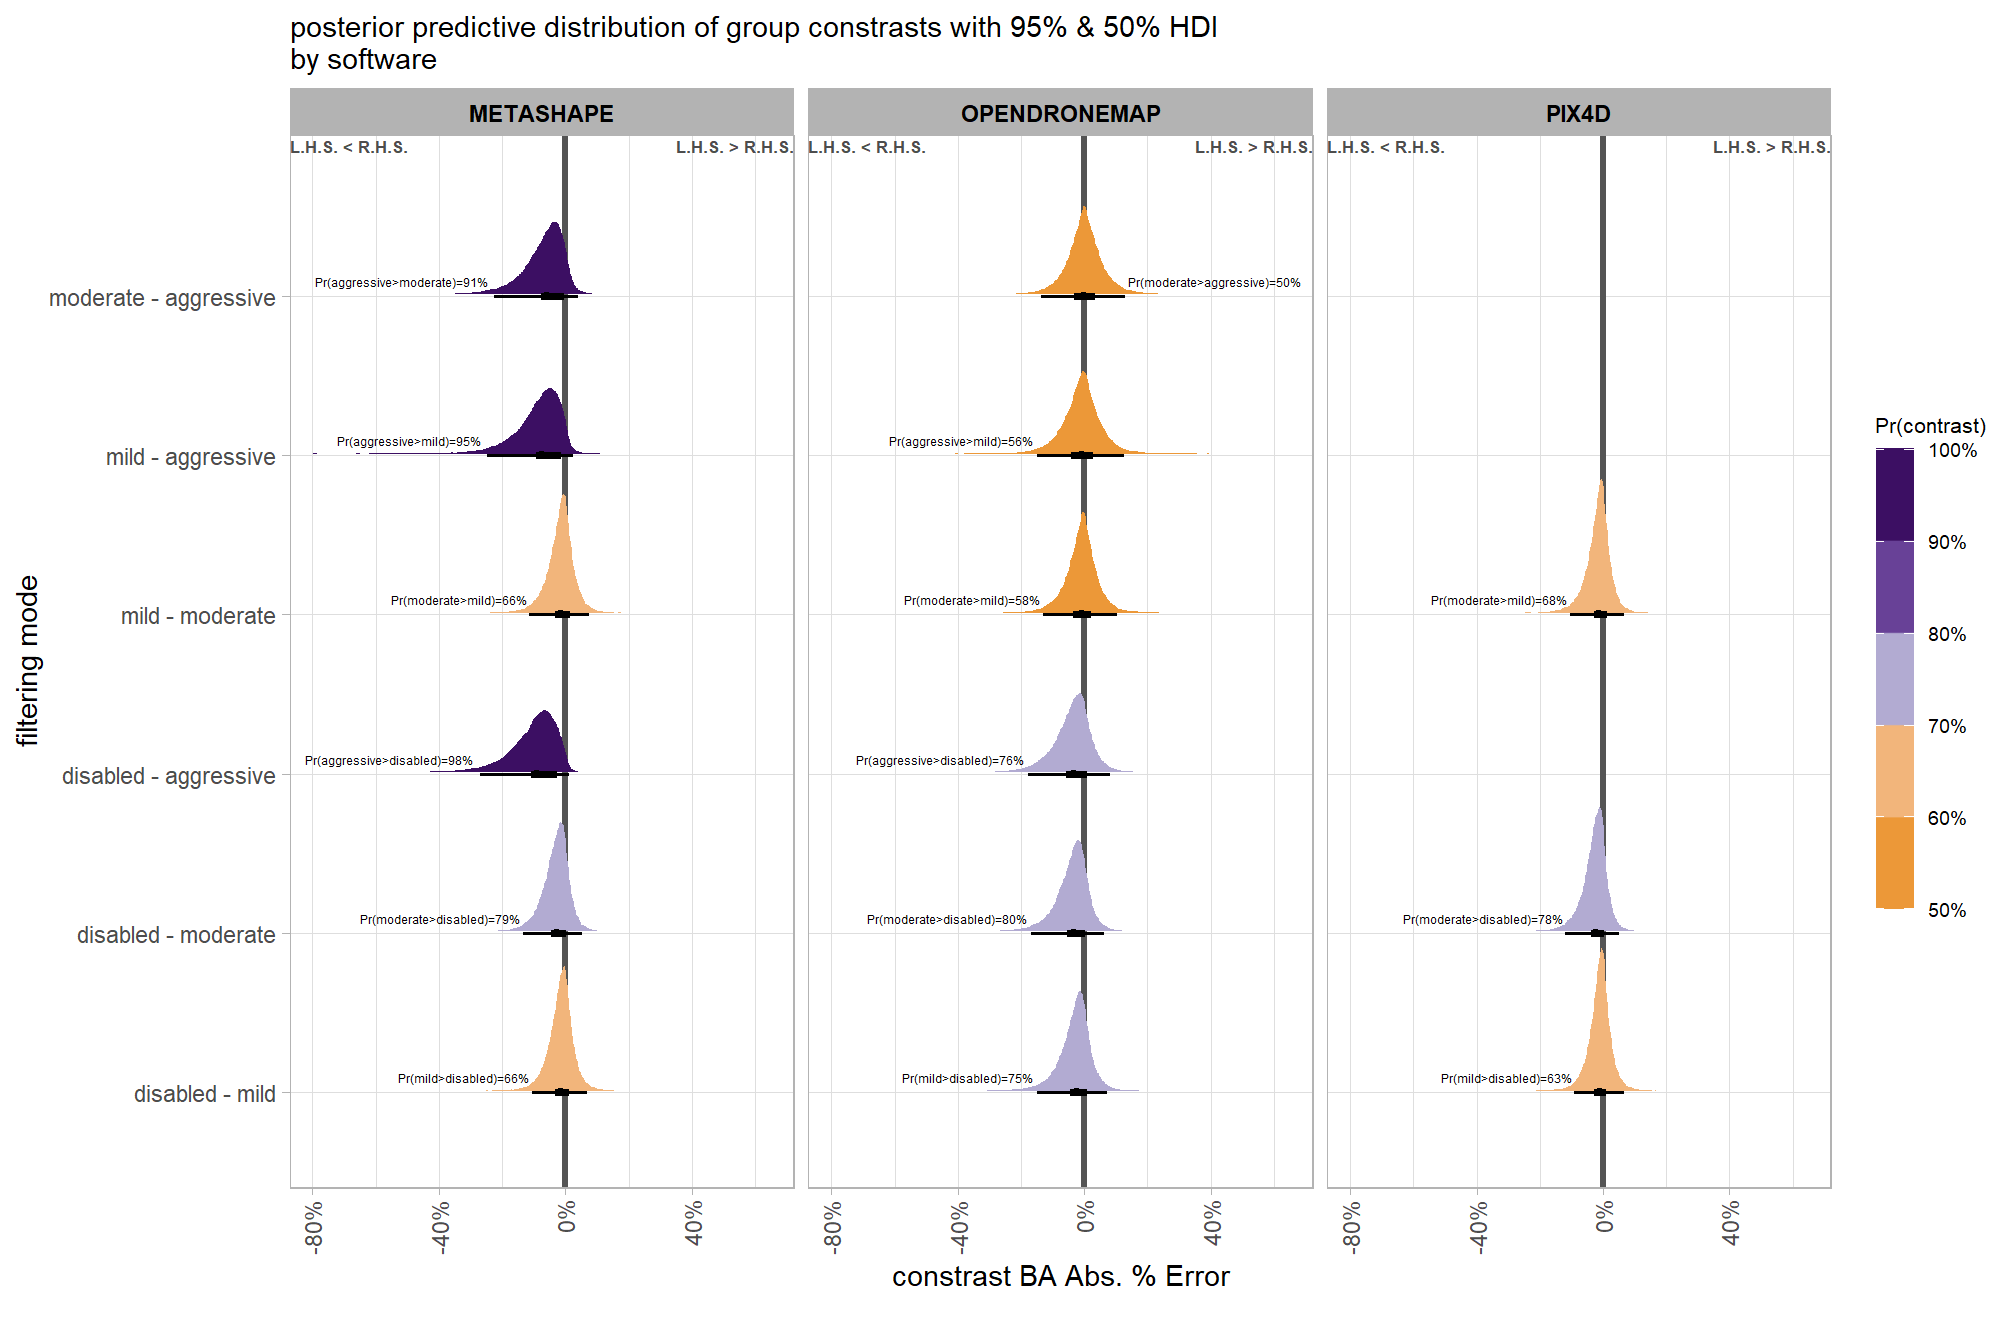 posterior predictive distribution of group constrasts with 95% & 50% HDI
by software
METASHAPE
OPENDRONEMAP
PIX4D
L.H.S. < R.H.S.
L.H.S. > R.H.S.
L.H.S. < R.H.S.
L.H.S. > R.H.S.
L.H.S. < R.H.S.
L.H.S. > R.H.S.
filtering mode
moderate - aggressive
Pr(aggressive>moderate)=91%
Pr(moderate>aggressive)=50%
mild - aggressive
Pr(aggressive>mild)=95%
Pr(aggressive>mild)=56%
mild - moderate
Pr(moderate>mild)=66%
Pr(moderate>mild)=58%
Pr(moderate>mild)=68%
disabled - aggressive
Pr(aggressive>disabled)=98%
Pr(aggressive>disabled)=76%
disabled - moderate
Pr(moderate>disabled)=79%
Pr(moderate>disabled)=80%
Pr(moderate>disabled)=78%
disabled - mild
Pr(mild>disabled)=66%
Pr(mild>disabled)=75%
Pr(mild>disabled)=63%
-80%
-40%
0%
40%
-80%
-40%
0%
40%
-80%
-40%
0%
40%
constrast BA Abs. % Error
Pr(contrast)
100%
90%
80%
70%
60%
50%